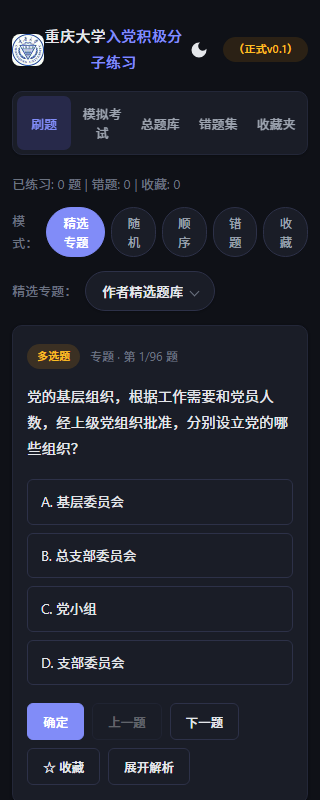 重庆大学入党积极分
子练习
（正式v0.1）
刷题
模拟考
试
总题库
错题集
收藏夹
已练习: 0 题 | 错题: 0 | 收藏: 0
模
式：
精选
专题
随
机
顺
序
错
题
收
藏
精选专题：
作者精选题库
多选题
专题 · 第 1/96 题
党的基层组织，根据工作需要和党员人
数，经上级党组织批准，分别设立党的哪
些组织？
A. 基层委员会
B. 总支部委员会
C. 党小组
D. 支部委员会
确定
上一题
下一题
☆ 收藏
展开解析